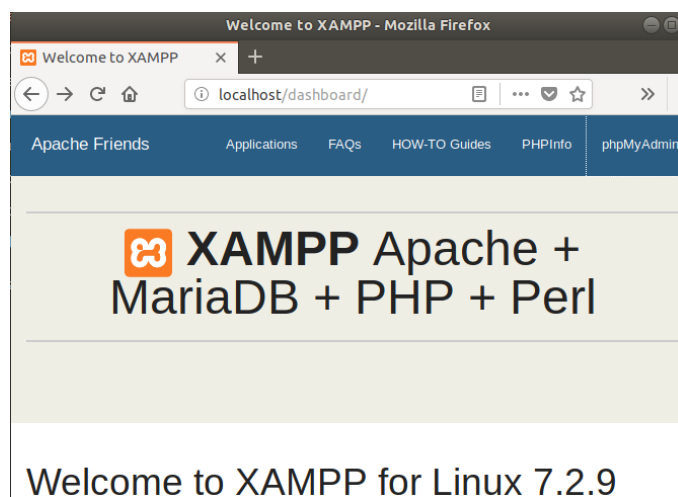 Welcome to XAMPP - Mozilla Firefox
Welcome to XAMPP
localhost/dashboard/
Apache Friends Applications FAQs HOW-TO Guides PHPInfo phpMyAdmin
XAMPP Apache +
MariaDB + PHP + Perl
Welcome to XAMPP for Linux 7.2.9